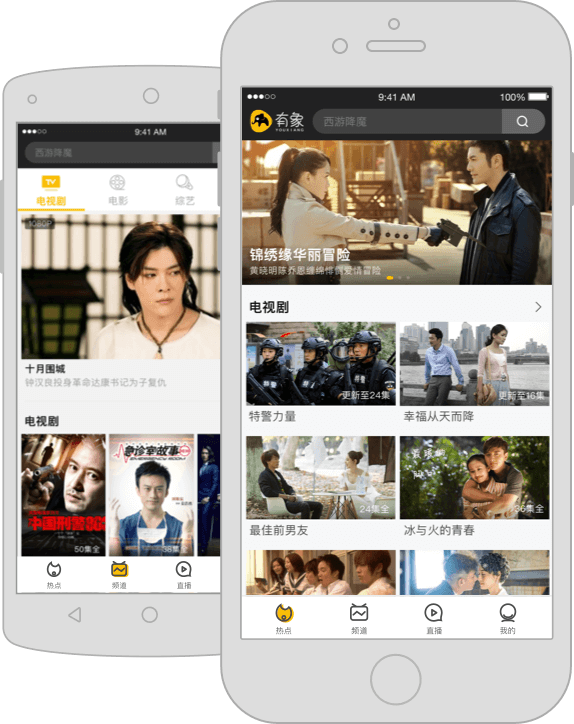 9:41 AM
西游降魔
电视剧
电影
综艺
1080P
十月围城
钟汉良投身革命达康书记为子复仇
电视剧
中国刑警803
50集全
急诊室故事
EMERGENCY ROOM
38集全
热点
频道
直播
9:41 AM
100%
有象
YOUXIANG
西游降魔
锦绣缘华丽冒险
黄晓明陈乔恩缠绵悱恻爱情冒险
电视剧
更新至24集
特警力量
更新至16集
幸福从天而降
24集全
最佳前男友
36集全
冰与火的青春
热点
频道
直播
我的